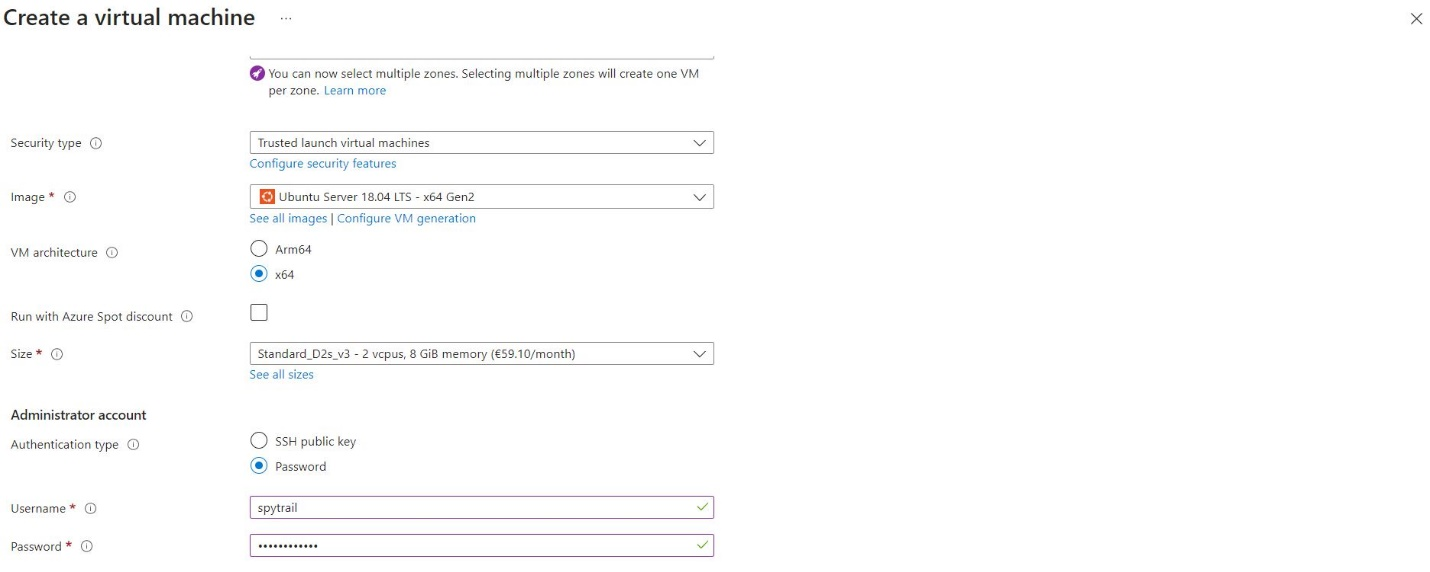 Create a virtual machine ...
You can now select multiple zones. Selecting multiple zones will create one VM
per zone. Learn more
Security type
Trusted launch virtual machines
Configure security features
Image *
Ubuntu Server 18.04 LTS - x64 Gen2
See all images | Configure VM generation
VM architecture
Arm64
x64
Run with Azure Spot discount
Size *
Standard_D2s_v3 - 2 vcpus, 8 GiB memory (€59.10/month)
See all sizes
Administrator account
Authentication type
SSH public key
Password
Username *
spytrail
Password *
••••••••••••